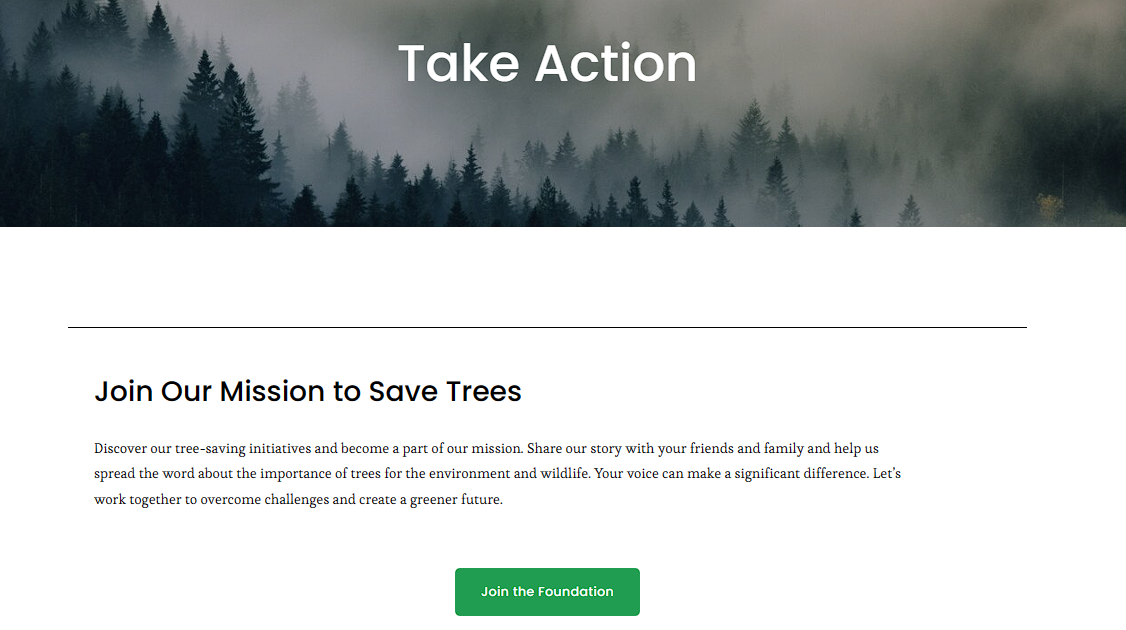 Take Action
Join Our Mission to Save Trees
Discover our tree-saving initiatives and become a part of our mission. Share our story with your friends and family and help us
spread the word about the importance of trees for the environment and wildlife. Your voice can make a significant difference. Let’s
work together to overcome challenges and create a greener future.
Join the Foundation